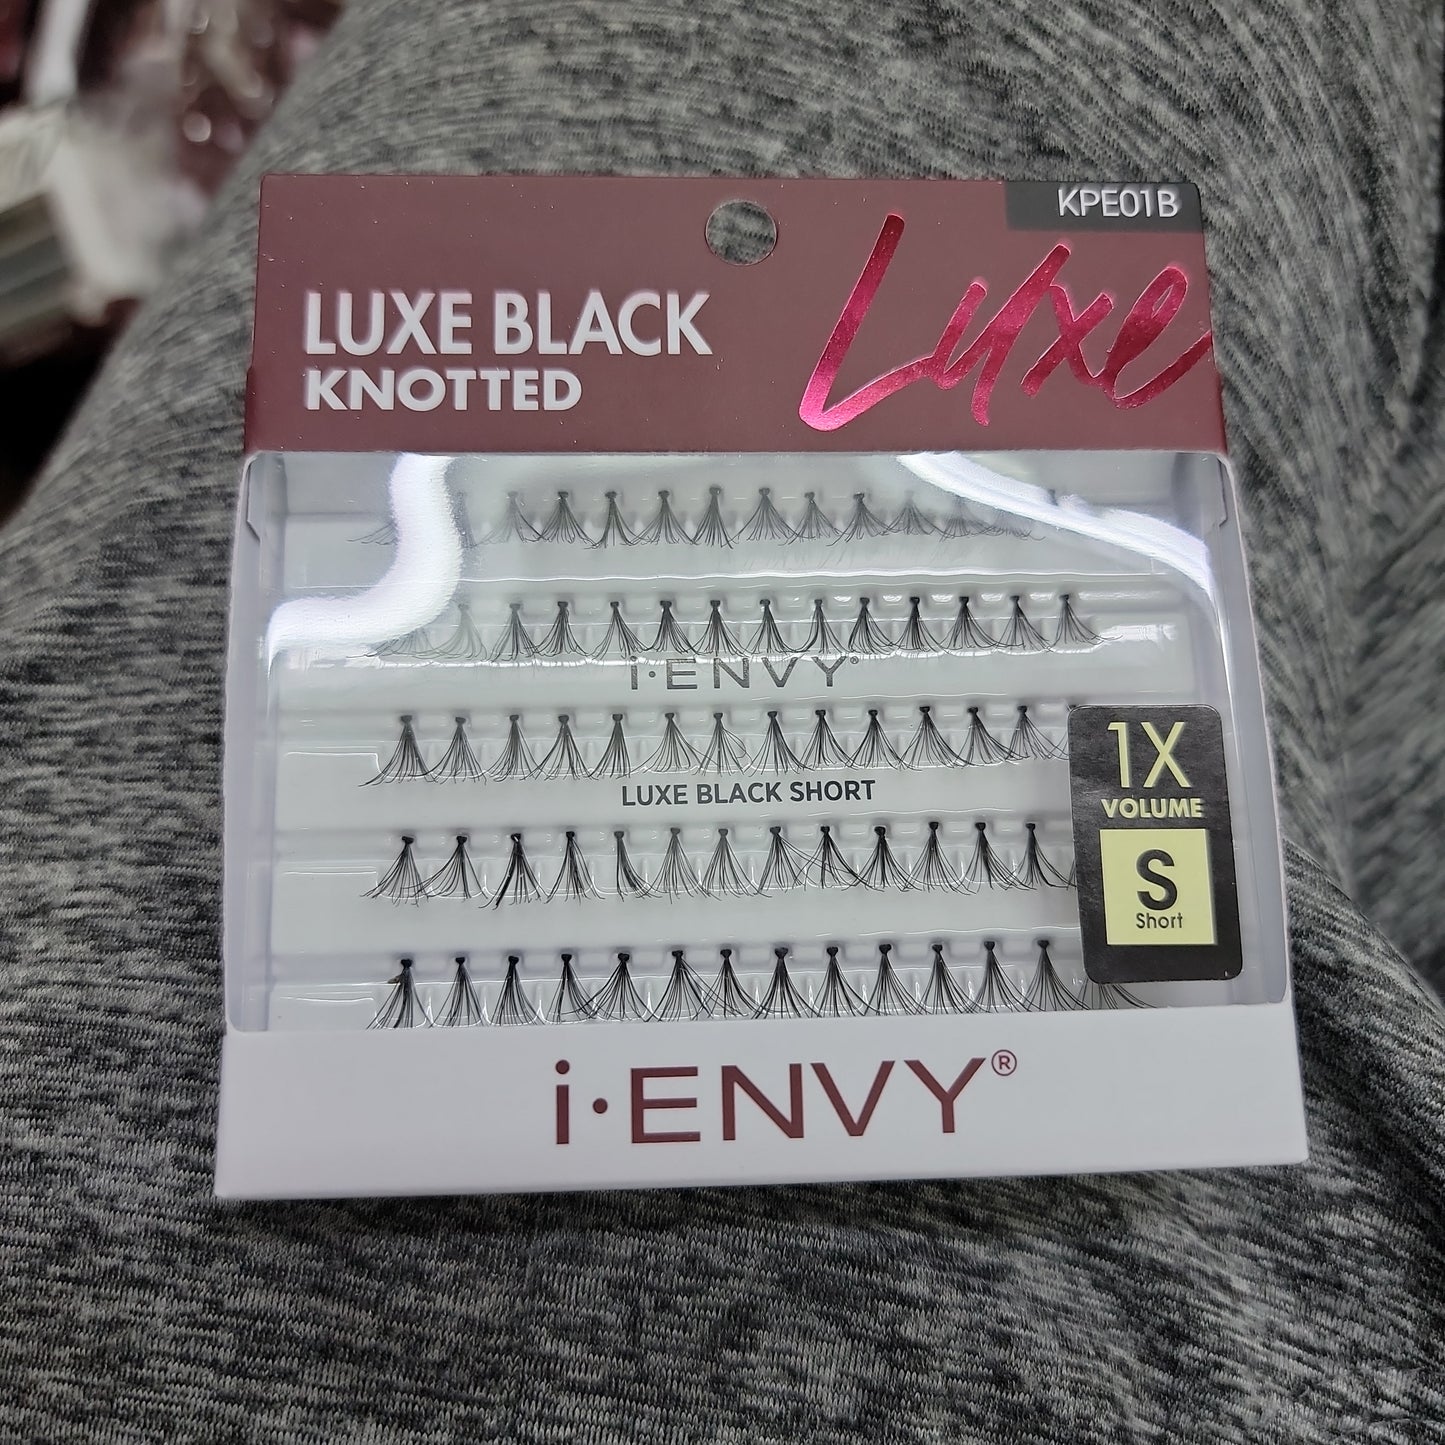 KPE01B
LUXE BLACK
KNOTTED
Luxe
i·ENVY®
LUXE BLACK SHORT
1X
VOLUME
S
Short
i·ENVY®